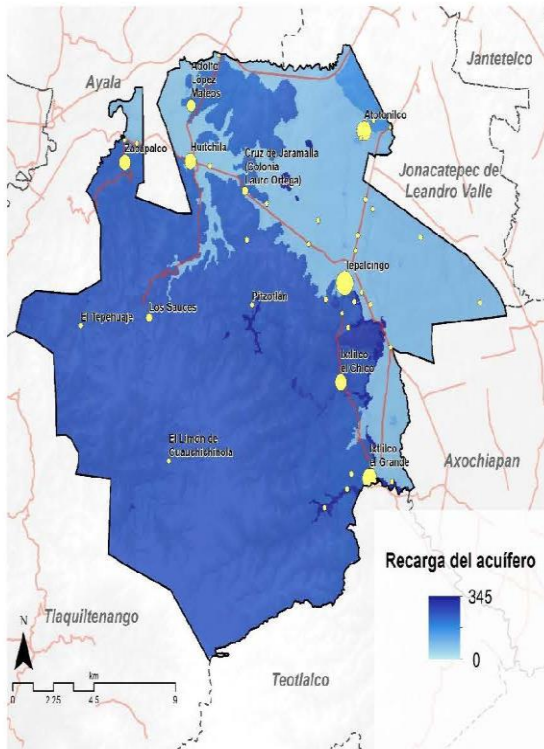 Jantetelco
Ayala
Adolfo
López
Mateos
Atotonilco
Zacapalco
Huitchila
Cruz de Jaramalla
(Colonia
Lauro Ortega)
Jonacatepec de
Leandro Valle
Tepalcingo
Pitzotlán
El Tepehuaje
Los Sauces
Ixtlilco
el Chico
El Limón de
Cuauchichinola
Ixtlilco
el Grande
Axochiapan
Recarga del acuífero
345
0
Tlaquiltenango
N
km
0 2.25 4.5 9
Teotlalco